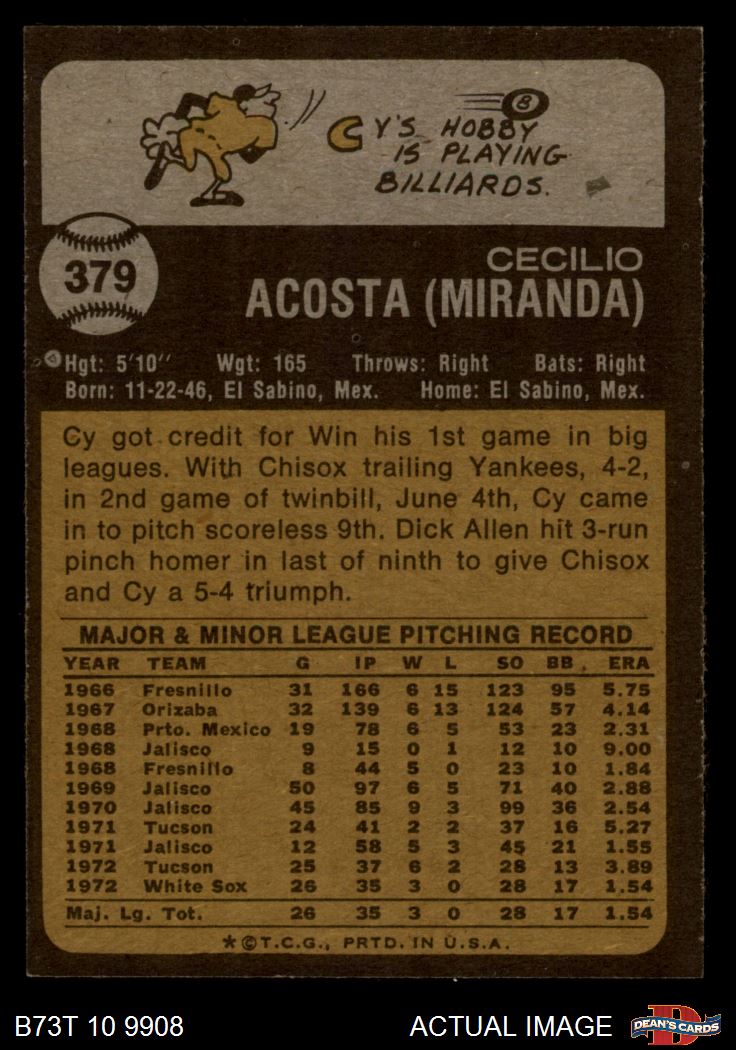 8
CY'S HOBBY
IS PLAYING
BILLIARDS.
379
CECILIO
ACOSTA (MIRANDA)
Hgt: 5'10" Wgt: 165 Throws: Right Bats: Right
Born: 11-22-46, El Sabino, Mex. Home: El Sabino, Mex.
Cy got credit for Win his 1st game in big
leagues. With Chisox trailing Yankees, 4-2,
in 2nd game of twinbill, June 4th, Cy came
in to pitch scoreless 9th. Dick Allen hit 3-run
pinch homer in last of ninth to give Chisox
and Cy a 5-4 triumph.
MAJOR & MINOR LEAGUE PITCHING RECORD
YEAR TEAM G IP W L SO BB ERA
1966 Fresnillo 31 166 6 15 123 95 5.75
1967 Orizaba 32 139 6 13 124 57 4.14
1968 Prto. Mexico 19 78 6 5 53 23 2.31
1968 Jalisco 9 15 0 1 12 10 9.00
1968 Fresnillo 8 44 5 0 23 10 1.84
1969 Jalisco 50 97 6 5 71 40 2.88
1970 Jalisco 45 85 9 3 99 36 2.54
1971 Tucson 24 41 2 2 37 16 5.27
1971 Jalisco 12 58 5 3 45 21 1.55
1972 Tucson 25 37 6 2 28 13 3.89
1972 White Sox 26 35 3 0 28 17 1.54
Maj. Lg. Tot. 26 35 3 0 28 17 1.54
*©T.C.G., PRTD. IN U.S.A.
B73T 10 9908 ACTUAL IMAGE
D
DEAN'S CARDS